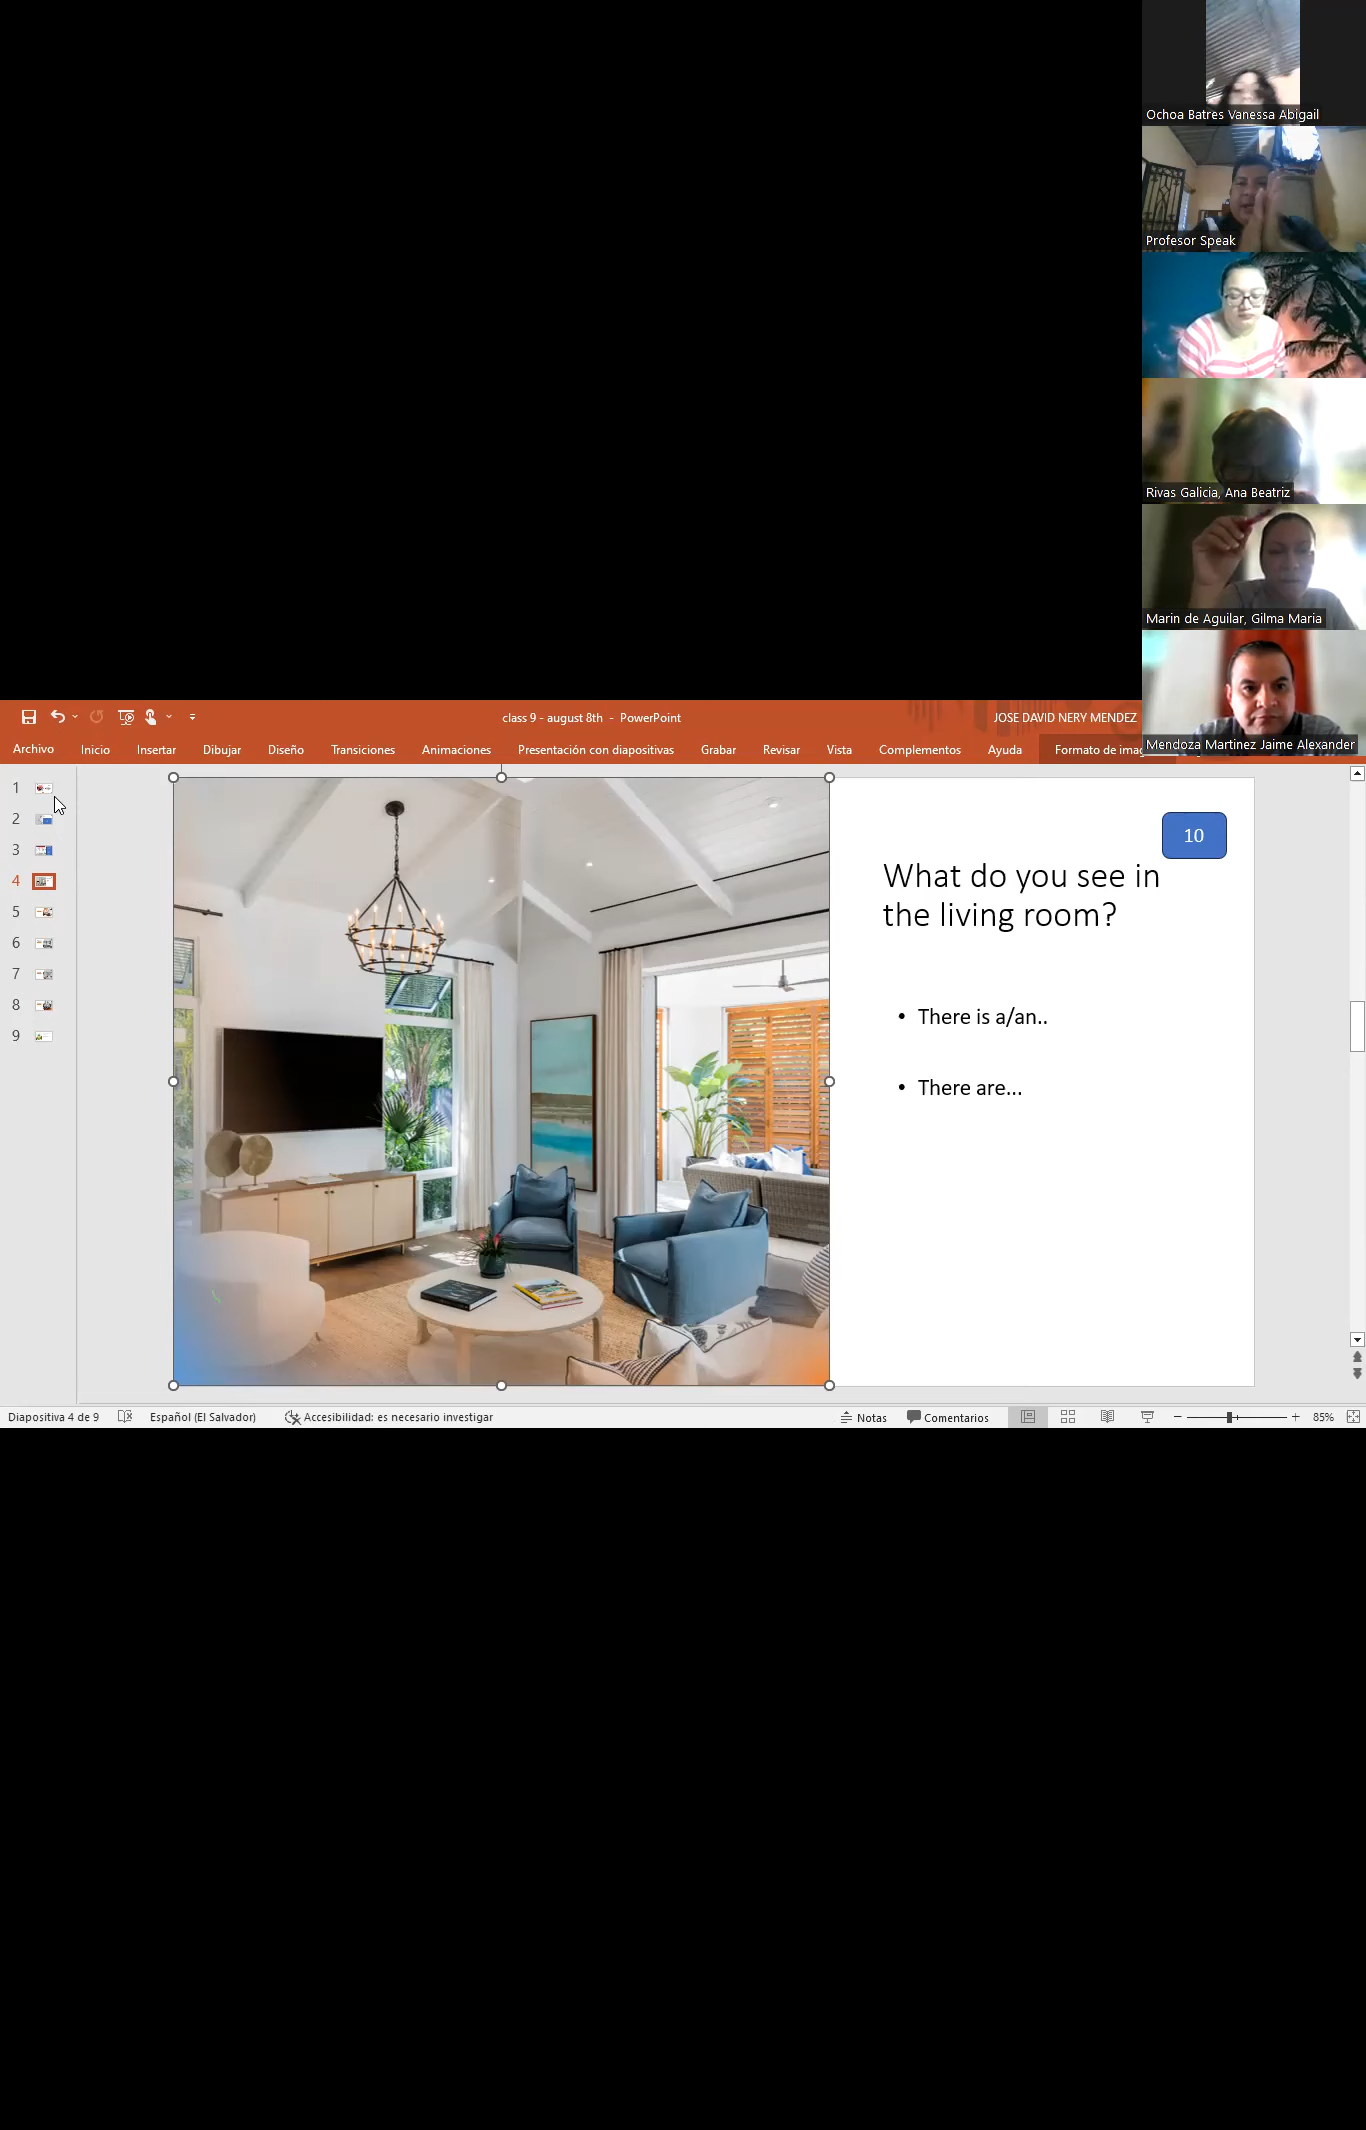 Ochoa Batres Vanessa Abigail
Profesor Speak
Rivas Galicia, Ana Beatriz
Marin de Aguilar, Gilma Maria
Mendoza Martinez Jaime Alexander
class 9 - august 8th - PowerPoint
JOSE DAVID NERY MENDEZ
Archivo Inicio Insertar Dibujar Diseño Transiciones Animaciones Presentación con diapositivas Grabar Revisar Vista Complementos Ayuda Formato de imag
1
2
3
4
5
6
7
8
9
10
What do you see in
the living room?
• There is a/an..
• There are...
Diapositiva 4 de 9 Español (El Salvador) Accesibilidad: es necesario investigar Notas Comentarios 85%